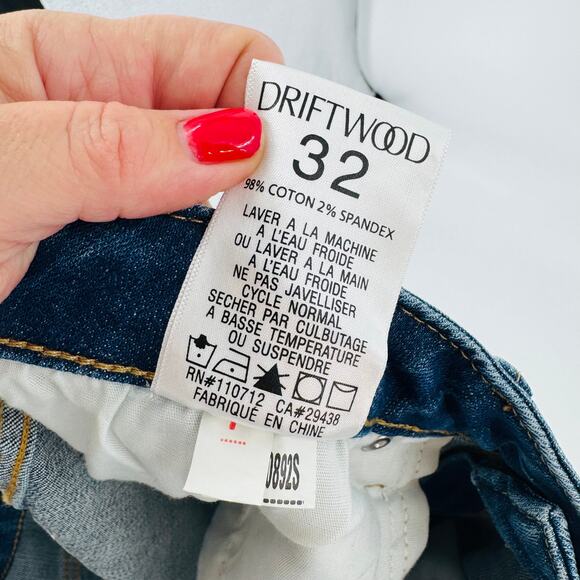 DRIFTWOOD
32
98% COTON 2% SPANDEX
LAVER A LA MACHINE
A L'EAU FROIDE
OU LAVER A LA MAIN
A L'EAU FROIDE
NE PAS JAVELLISER
CYCLE NORMAL
SECHER PAR CULBUTAGE
A BASSE TEMPERATURE
OU SUSPENDRE
RN#110712 CA#29438
FABRIQUÉ EN CHINE
0892S